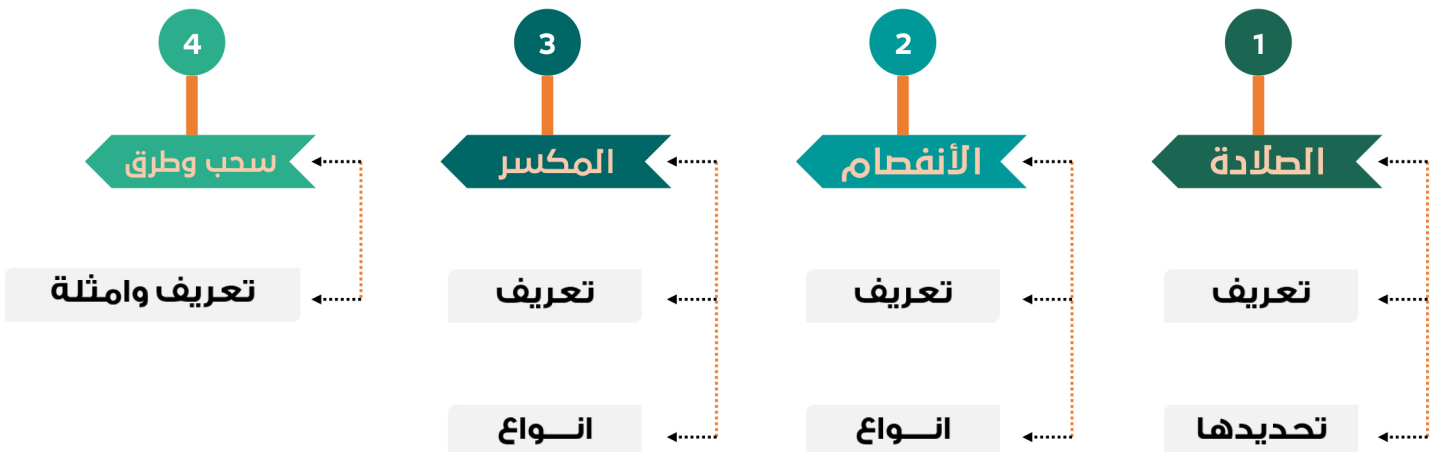 1
الصلادة
تعريف
تحديدها
2
الأنفصام
تعريف
انـــواع
3
المكسر
تعريف
انـــواع
4
سحب وطرق
تعريف وامثلة